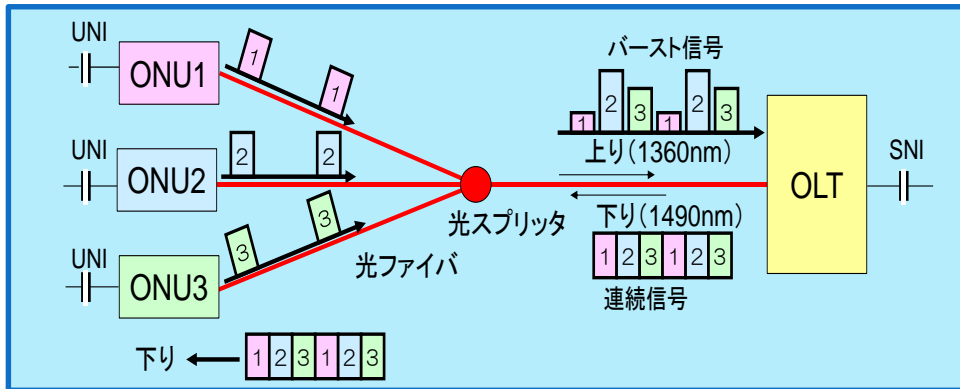 UNI
ONU1
1
1
UNI
ONU2
2
2
UNI
ONU3
3
3
光スプリッタ
光ファイバ
バースト信号
1
2
3
1
2
3
上り(1360nm)
下り(1490nm)
1 2 3 1 2 3
連続信号
OLT
SNI
下り
1 2 3 1 2 3